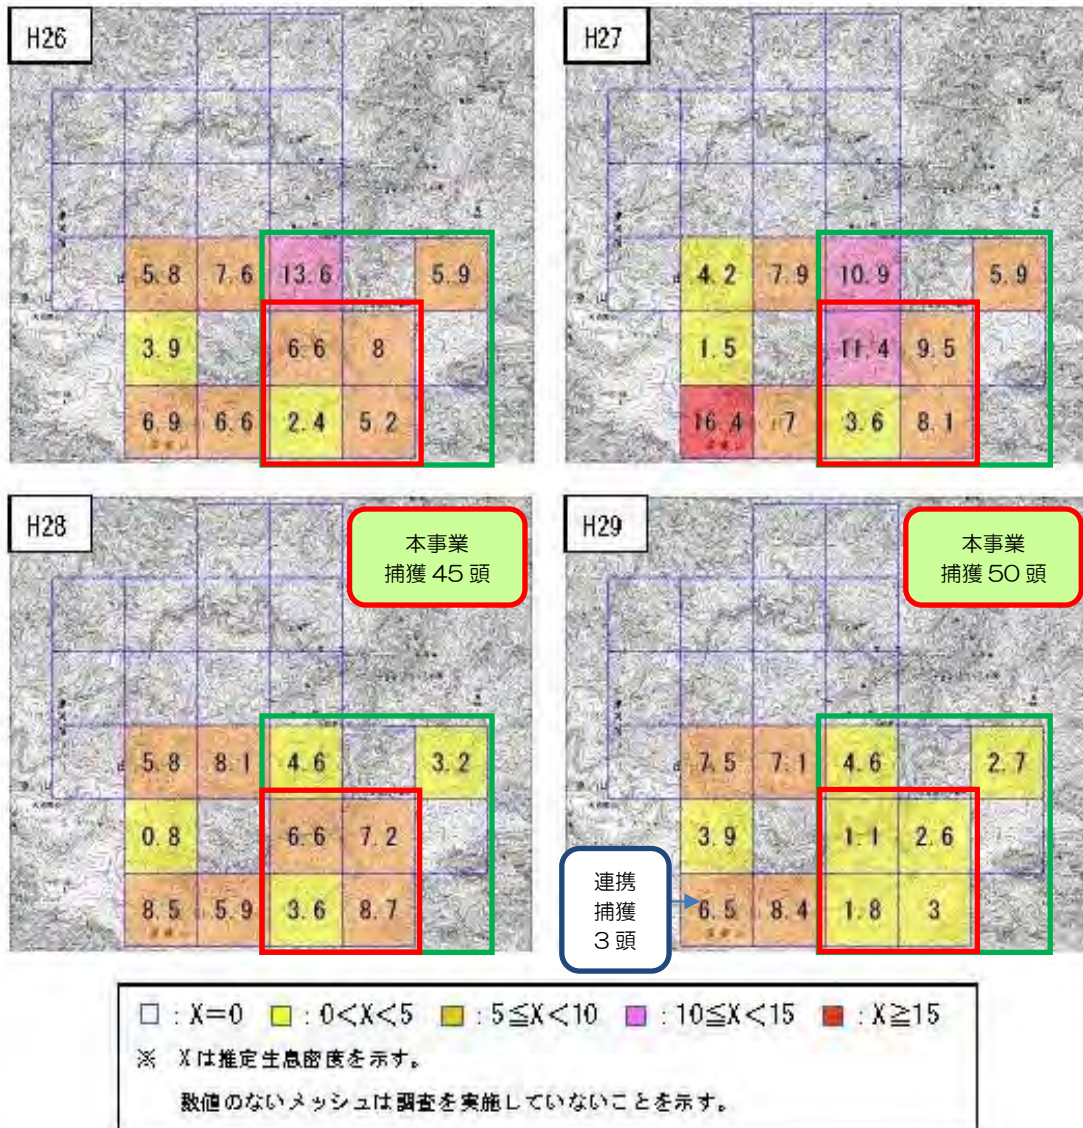 H26
5.8 7.6 13.6 5.9
3.9 6.6 8
6.9 6.6 2.4 5.2
H27
4.2 7.9 10.9 5.9
1.5 11.4 9.5
16.4 7 3.6 8.1
H28
本事業
捕獲 45 頭
5.8 8.1 4.6 3.2
0.8 6.6 7.2
8.5 5.9 3.6 8.7
H29
本事業
捕獲 50 頭
7.5 7.1 4.6 2.7
3.9 1.1 2.6
6.5 8.4 1.8 3
連携
捕獲
3 頭
□:X=0 ■:0<X<5 ■:5≦X<10 ■:10≦X<15 ■:X≧15
※ Xは推定生息密度を示す。
数値のないメッシュは調査を実施していないことを示す。